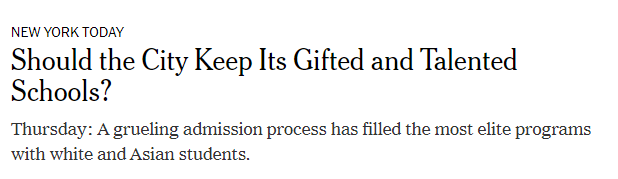 NEW YORK TODAY
Should the City Keep Its Gifted and Talented
Schools?
Thursday: A grueling admission process has filled the most elite programs
with white and Asian students.